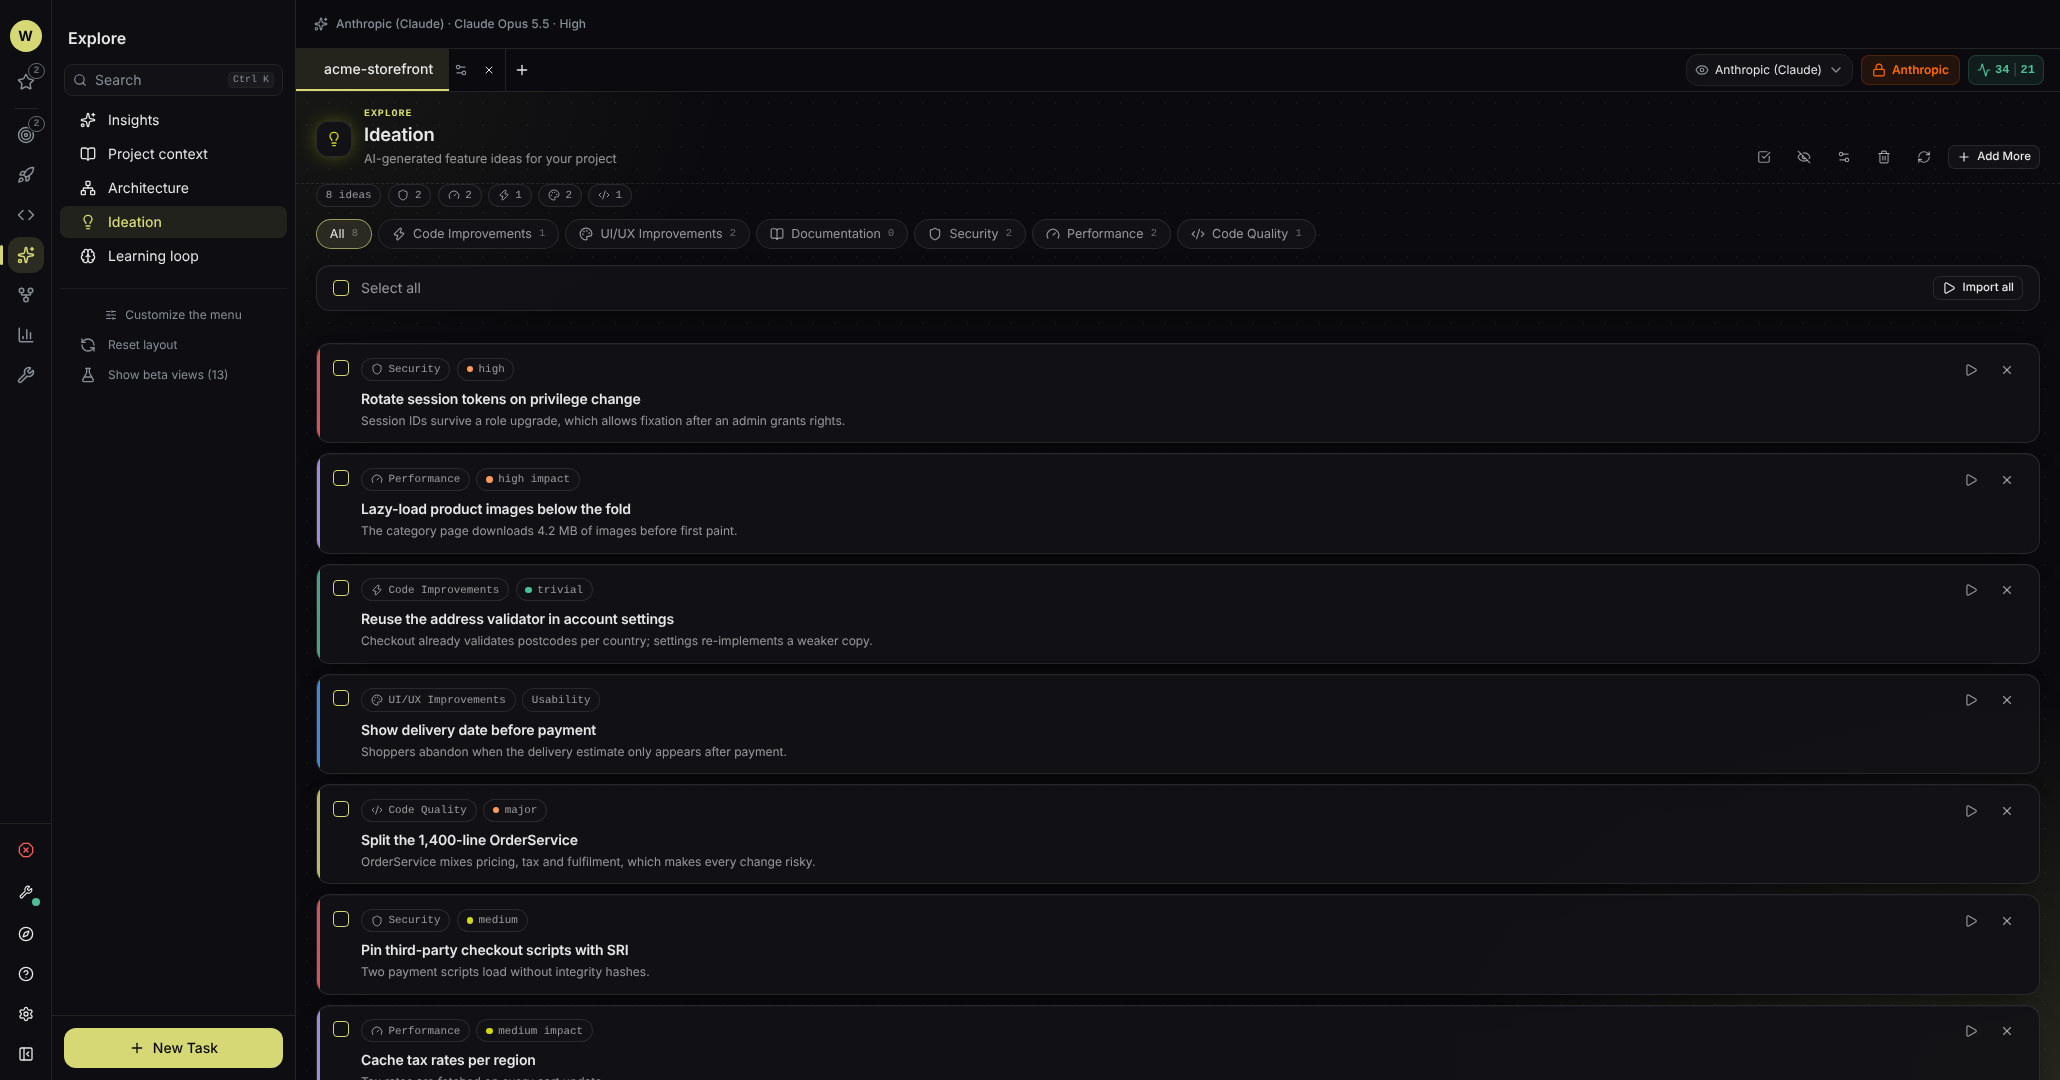 W
Explore
Anthropic (Claude) · Claude Opus 5.5 · High
2
Search
Ctrl K
acme-storefront
Anthropic (Claude)
Anthropic
34 | 21
2
Insights
Project context
Architecture
Ideation
Learning loop
Customize the menu
Reset layout
Show beta views (13)
New Task
EXPLORE
Ideation
AI-generated feature ideas for your project
Add More
8 ideas
2
2
1
2
1
All 8
Code Improvements 1
UI/UX Improvements 2
Documentation 0
Security 2
Performance 2
Code Quality 1
Select all
Import all
Security
high
Rotate session tokens on privilege change
Session IDs survive a role upgrade, which allows fixation after an admin grants rights.
Performance
high impact
Lazy-load product images below the fold
The category page downloads 4.2 MB of images before first paint.
Code Improvements
trivial
Reuse the address validator in account settings
Checkout already validates postcodes per country; settings re-implements a weaker copy.
UI/UX Improvements
Usability
Show delivery date before payment
Shoppers abandon when the delivery estimate only appears after payment.
Code Quality
major
Split the 1,400-line OrderService
OrderService mixes pricing, tax and fulfilment, which makes every change risky.
Security
medium
Pin third-party checkout scripts with SRI
Two payment scripts load without integrity hashes.
Performance
medium impact
Cache tax rates per region